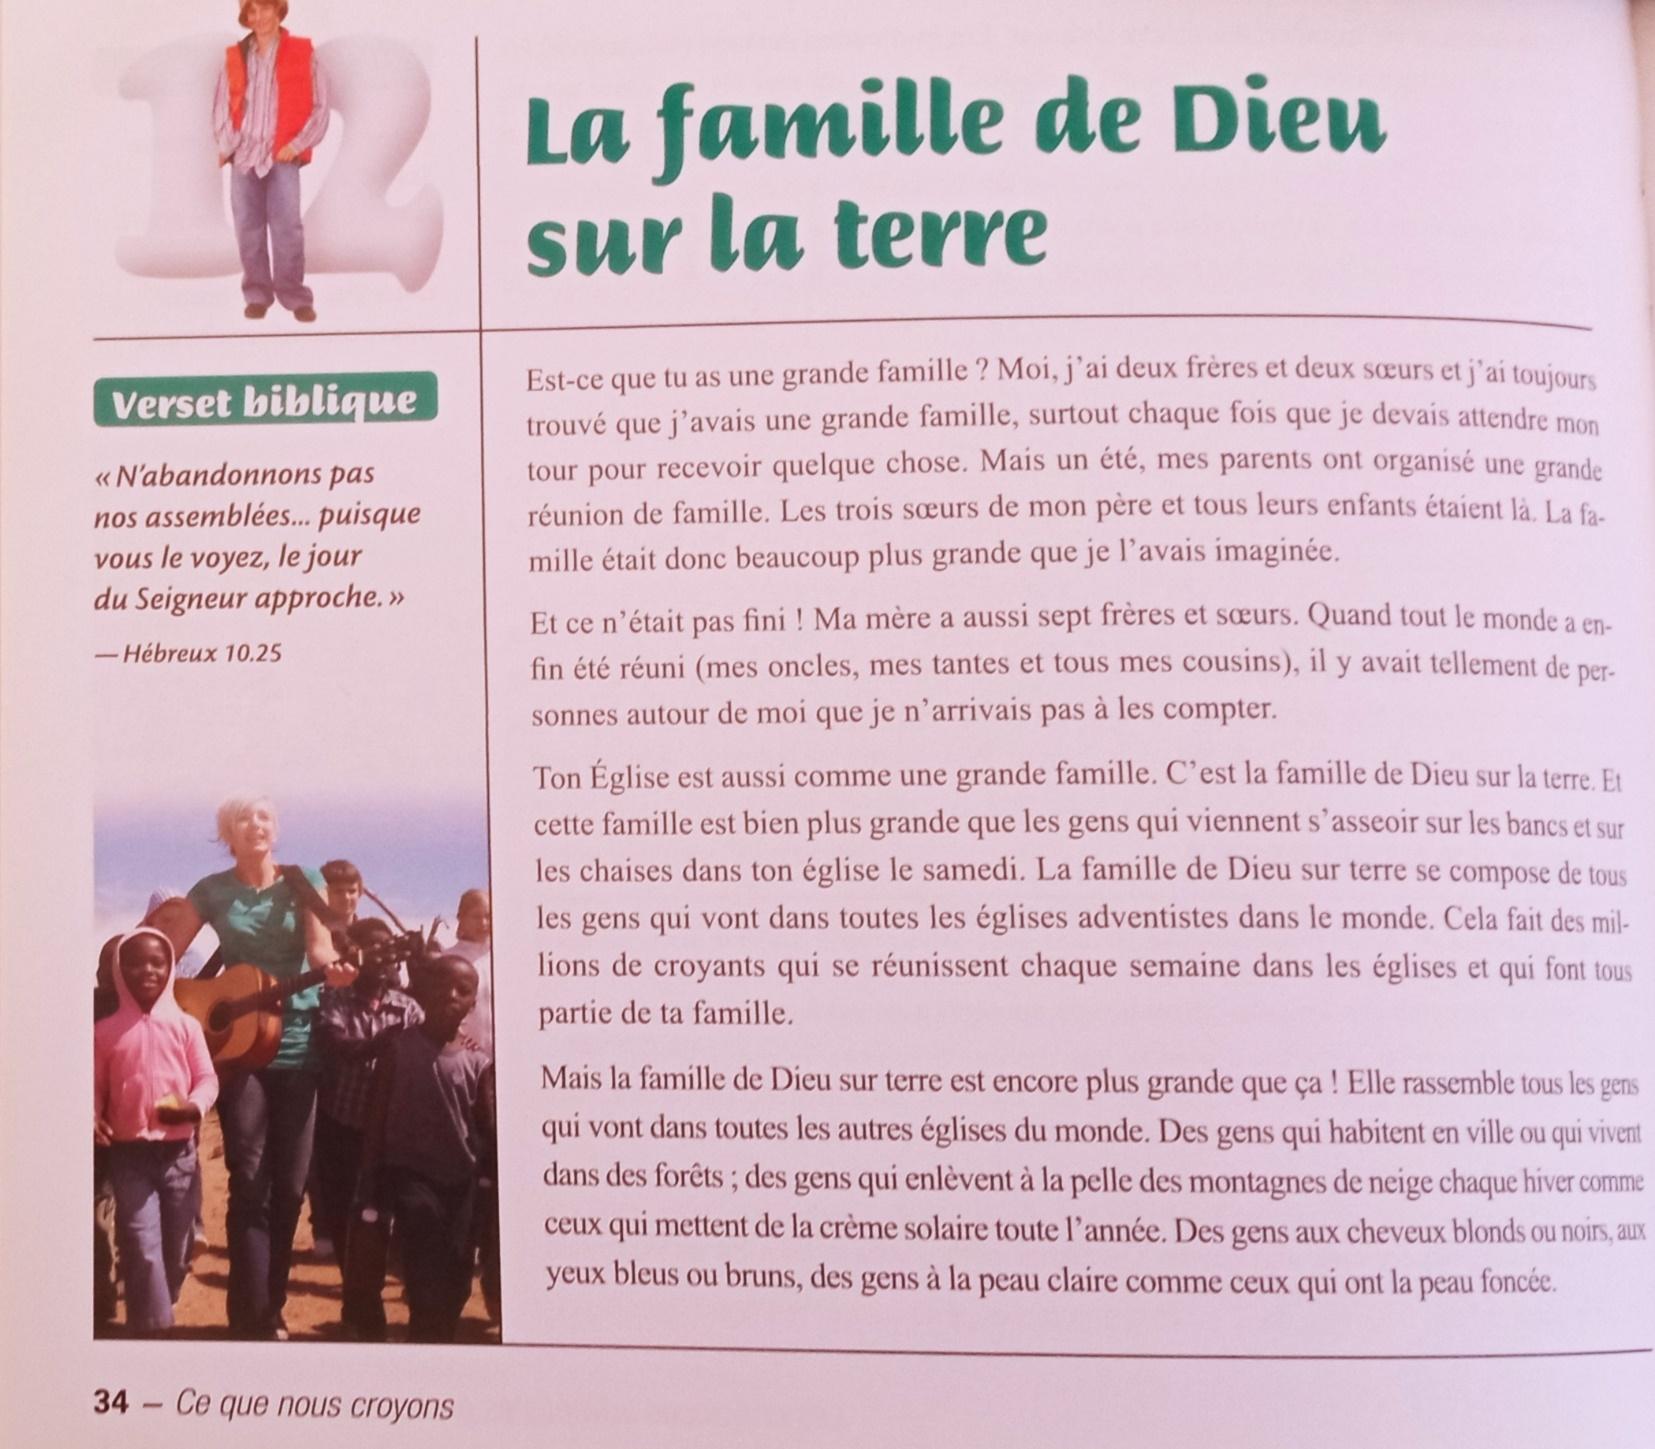 12
La famille de Dieu
sur la terre
Verset biblique
« N'abandonnons pas
nos assemblées... puisque
vous le voyez, le jour
du Seigneur approche. »
— Hébreux 10.25
Est-ce que tu as une grande famille ? Moi, j'ai deux frères et deux sœurs et j'ai toujours
trouvé que j'avais une grande famille, surtout chaque fois que je devais attendre mon
tour pour recevoir quelque chose. Mais un été, mes parents ont organisé une grande
réunion de famille. Les trois sœurs de mon père et tous leurs enfants étaient là. La fa-
mille était donc beaucoup plus grande que je l'avais imaginée.
Et ce n'était pas fini ! Ma mère a aussi sept frères et sœurs. Quand tout le monde a en-
fin été réuni (mes oncles, mes tantes et tous mes cousins), il y avait tellement de per-
sonnes autour de moi que je n'arrivais pas à les compter.
Ton Église est aussi comme une grande famille. C'est la famille de Dieu sur la terre. Et
cette famille est bien plus grande que les gens qui viennent s'asseoir sur les bancs et sur
les chaises dans ton église le samedi. La famille de Dieu sur terre se compose de tous
les gens qui vont dans toutes les églises adventistes dans le monde. Cela fait des mil-
lions de croyants qui se réunissent chaque semaine dans les églises et qui font tous
partie de ta famille.
Mais la famille de Dieu sur terre est encore plus grande que ça ! Elle rassemble tous les gens
qui vont dans toutes les autres églises du monde. Des gens qui habitent en ville ou qui vivent
dans des forêts ; des gens qui enlèvent à la pelle des montagnes de neige chaque hiver comme
ceux qui mettent de la crème solaire toute l'année. Des gens aux cheveux blonds ou noirs, aux
yeux bleus ou bruns, des gens à la peau claire comme ceux qui ont la peau foncée.
34 — Ce que nous croyons